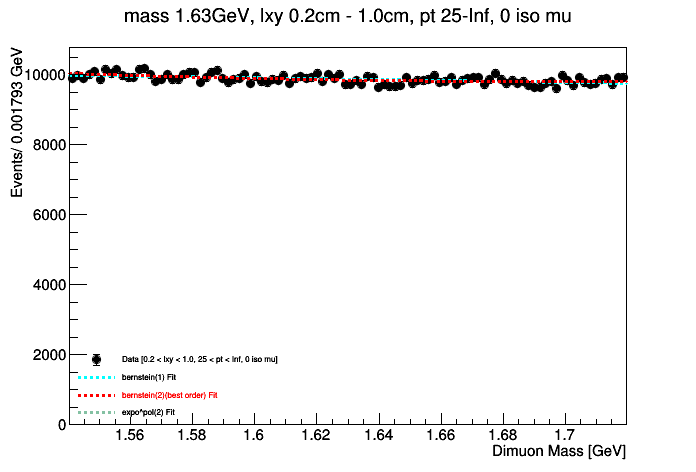 mass 1.63GeV, lxy 0.2cm - 1.0cm, pt 25-Inf, 0 iso mu
Events/ 0.001793 GeV
10000
8000
6000
4000
2000
0
Data [0.2 < lxy < 1.0, 25 < pt < Inf, 0 iso mu]
bernstein(1) Fit
bernstein(2)(best order) Fit
expo*pol(2) Fit
1.56 1.58 1.6 1.62 1.64 1.66 1.68 1.7
Dimuon Mass [GeV]